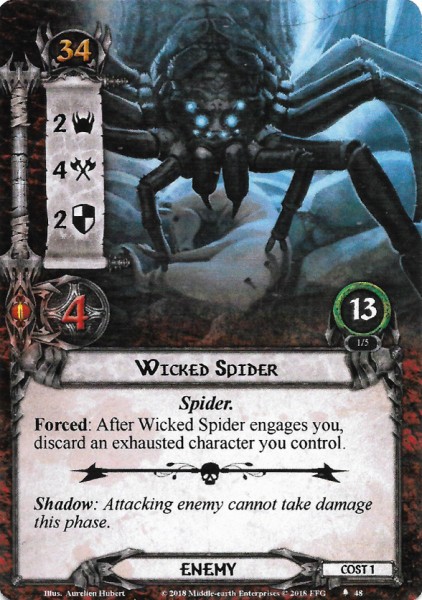 34
2
4
2
4
13
1/5
Wicked Spider
Spider.
Forced: After Wicked Spider engages you,
discard an exhausted character you control.
Shadow: Attacking enemy cannot take damage
this phase.
ENEMY
COST 1
Illus. Aurelien Hubert © 2018 Middle-earth Enterprises © 2018 FFG 48